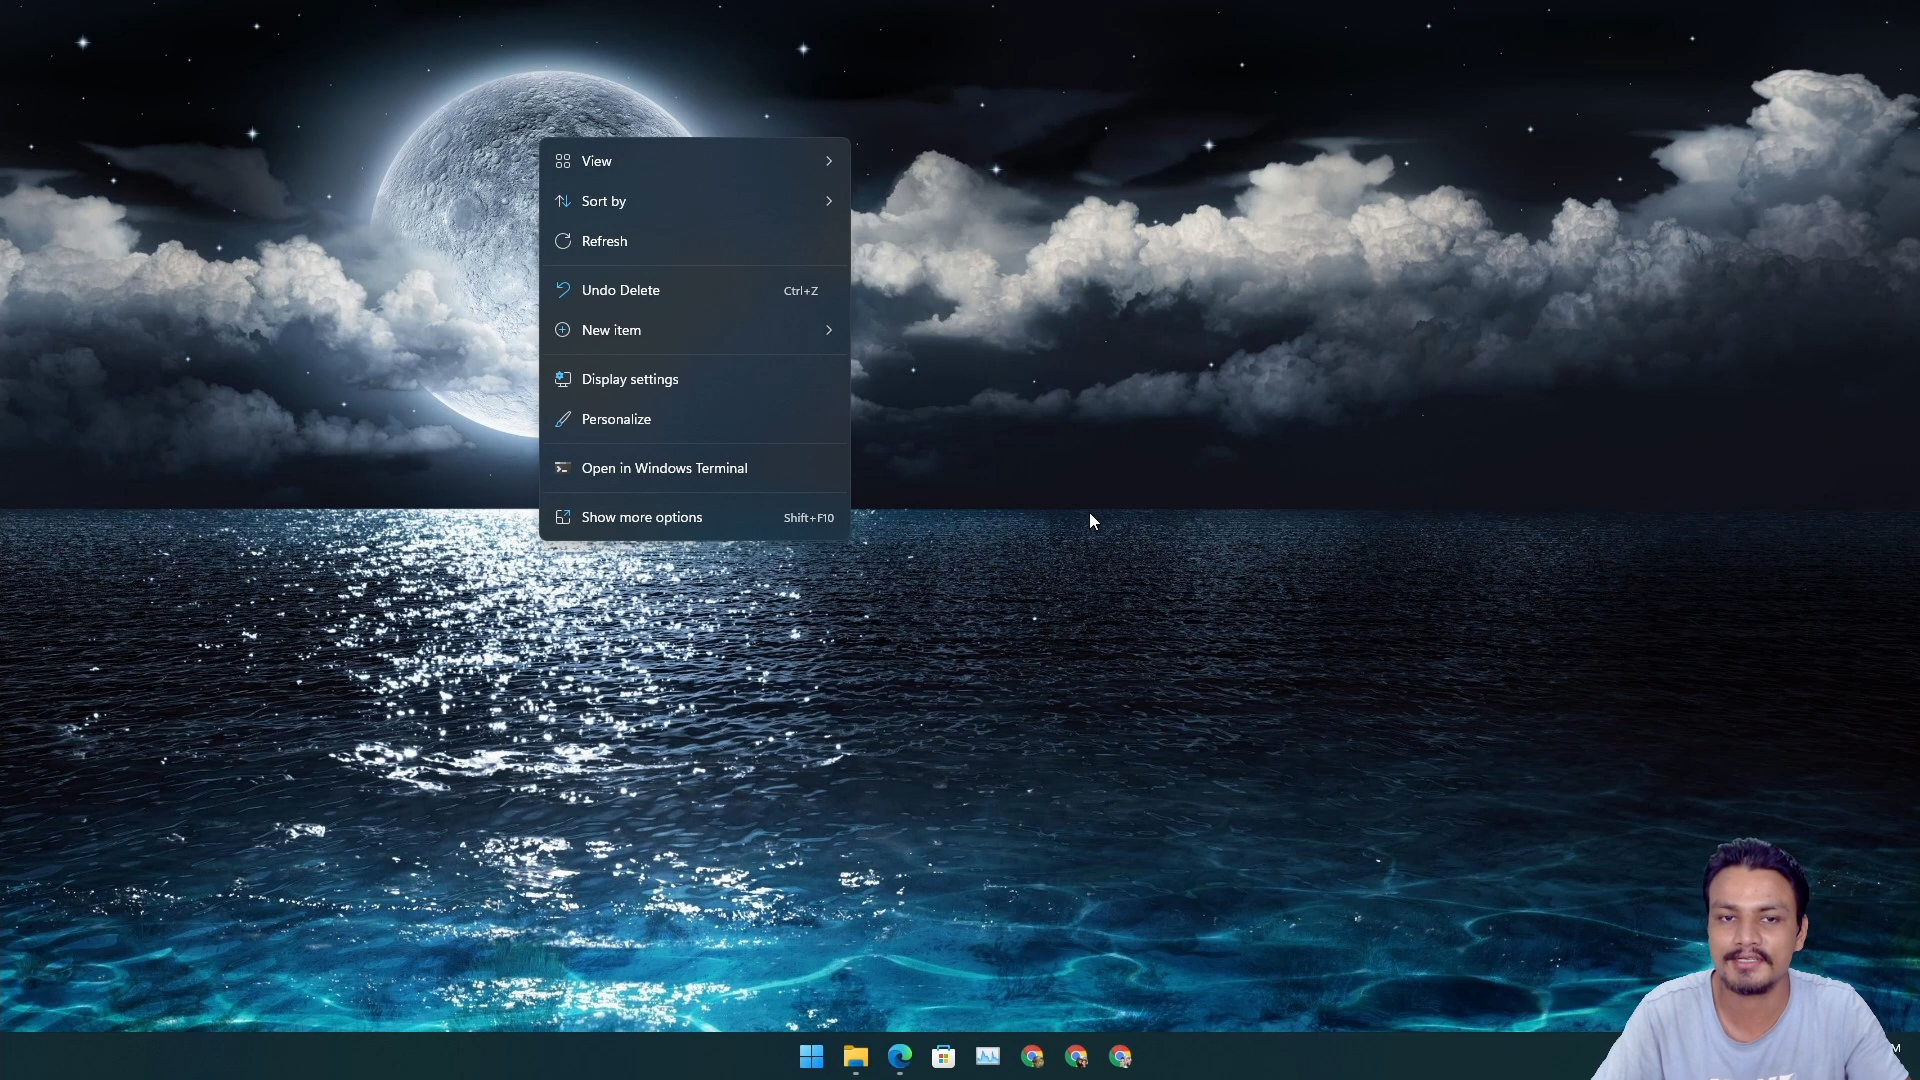 View
Sort by
Refresh
Undo Delete Ctrl+Z
New item
Display settings
Personalize
Open in Windows Terminal
Show more options Shift+F10
M